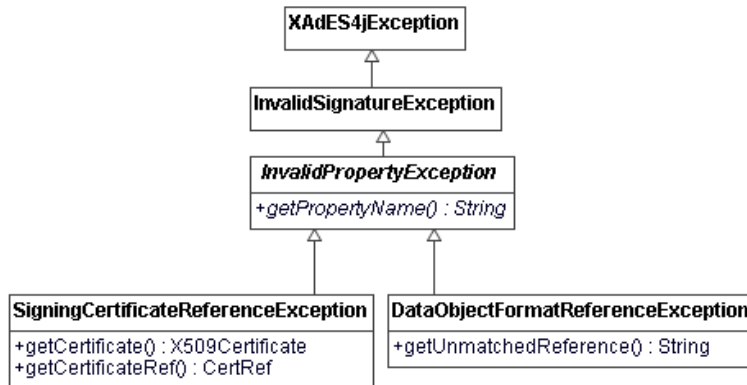 XAdES4jException
InvalidSignatureException
InvalidPropertyException
+getPropertyName() : String
SigningCertificateReferenceException
+getCertificate() : X509Certificate
+getCertificateRef() : CertRef
DataObjectFormatReferenceException
+getUnmatchedReference() : String